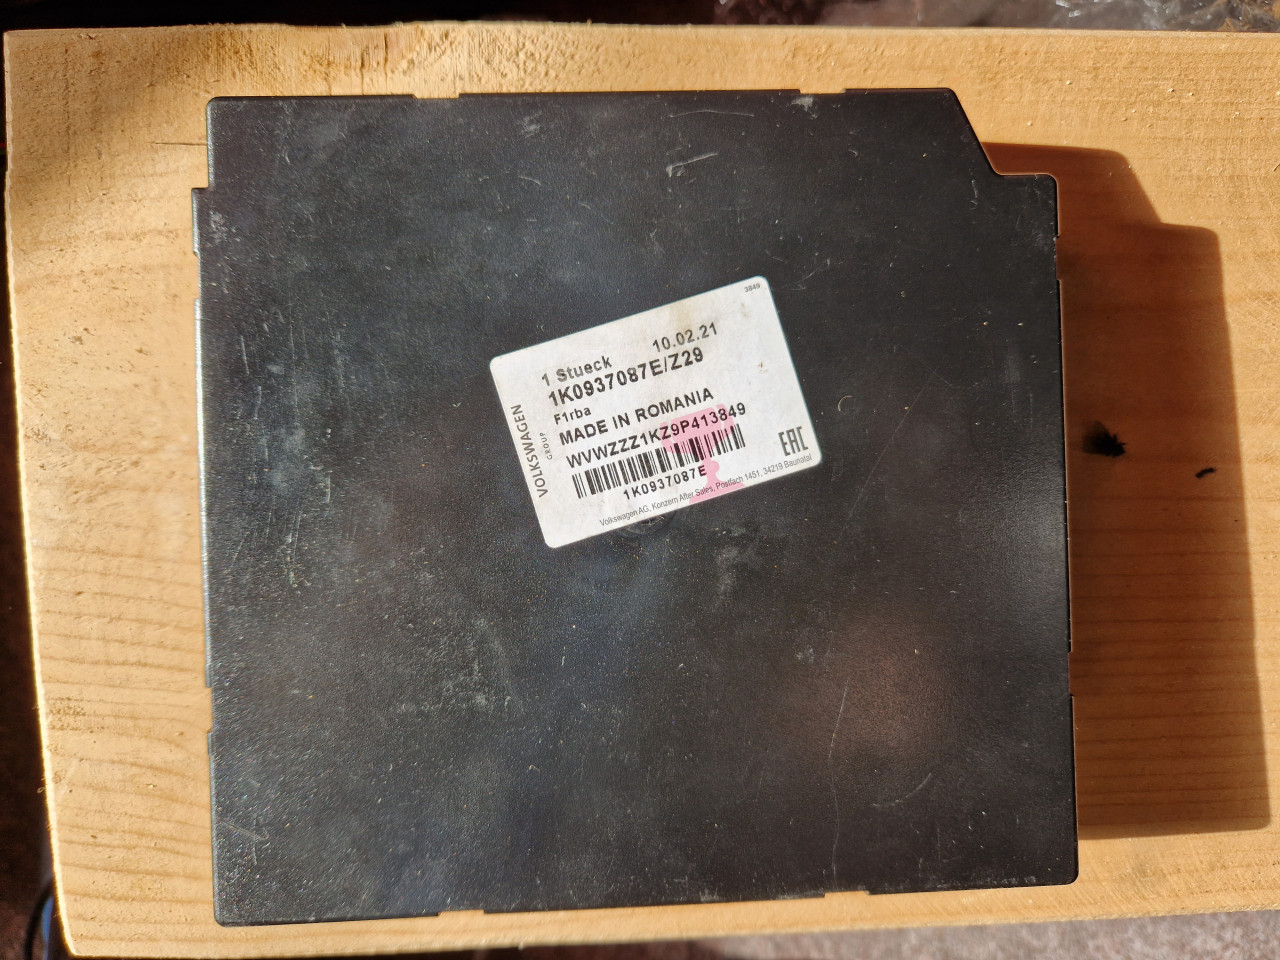 3849
1 Stueck 10.02.21
1K0937087E/Z29
F1rba
MADE IN ROMANIA
WVWZZZ1KZ9P413849
1K0937087E
EAC
Volkswagen AG, Konzern After Sales, Postfach 1451, 34219 Baunatal
VOLKSWAGEN
GROUP